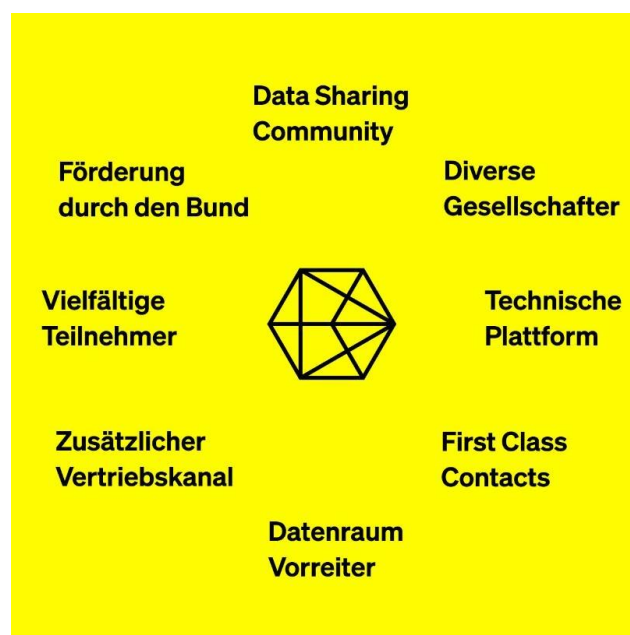 Data Sharing
Community
Förderung
durch den Bund
Diverse
Gesellschafter
Vielfältige
Teilnehmer
Technische
Plattform
Zusätzlicher
Vertriebskanal
First Class
Contacts
Datenraum
Vorreiter